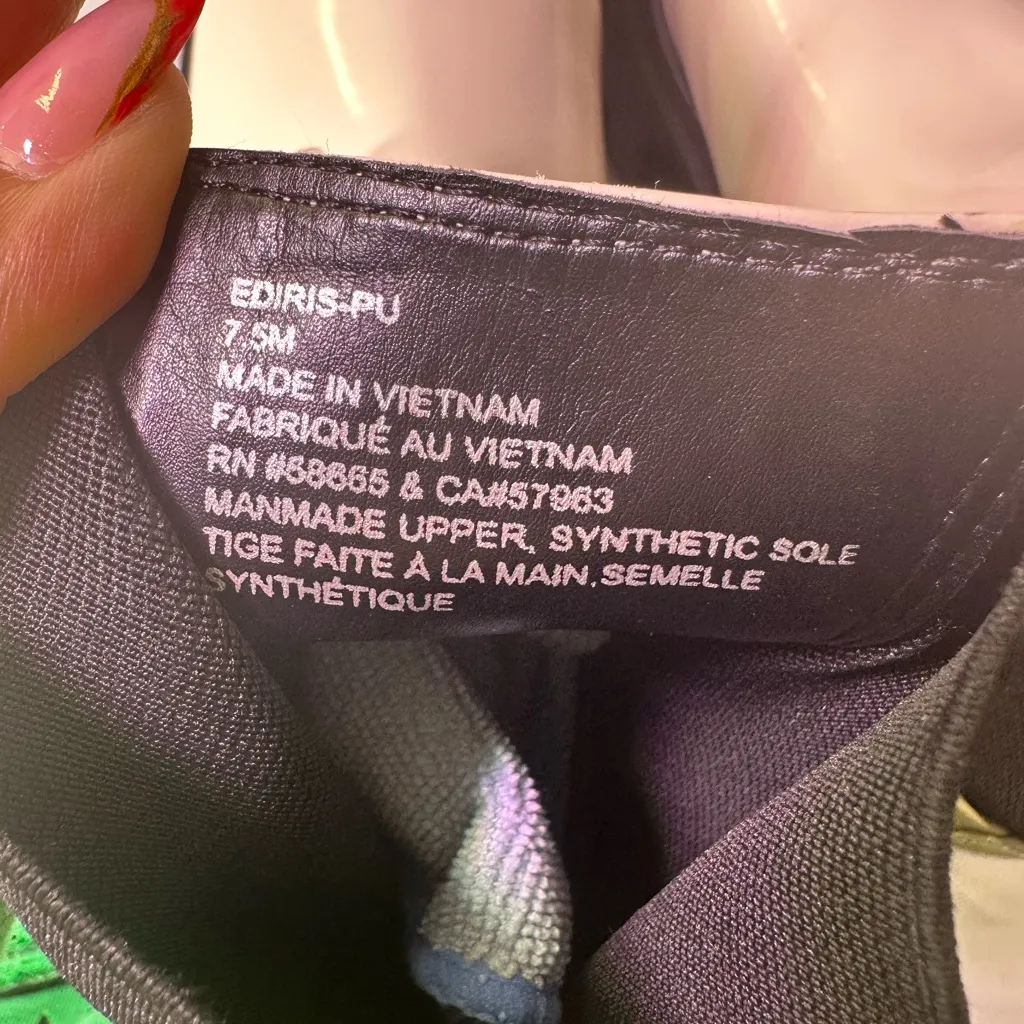 EDIRIS-PU
7.5M
MADE IN VIETNAM
FABRIQUÉ AU VIETNAM
RN #68665 & CA#57963
MANMADE UPPER, SYNTHETIC SOLE
TIGE FAITE À LA MAIN,SEMELLE
SYNTHÉTIQUE